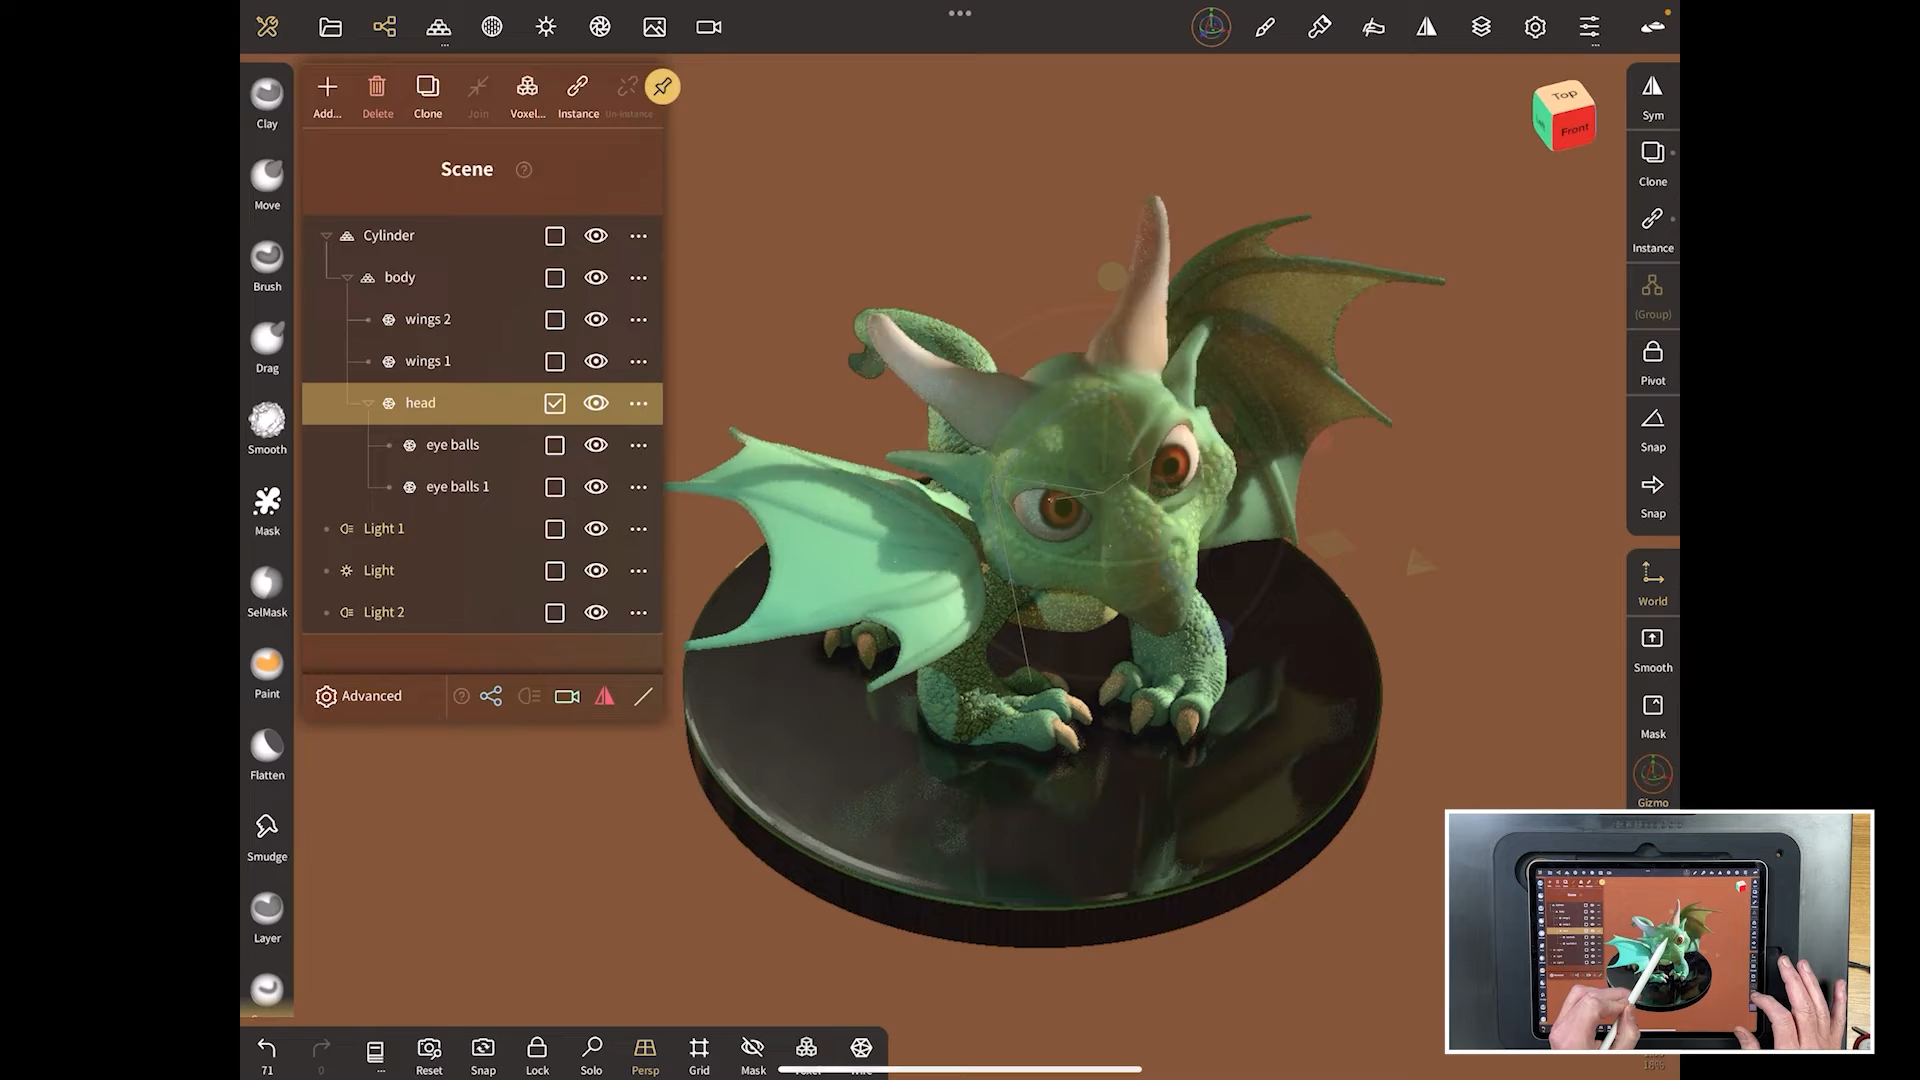 Add...
Delete
Clone
Join
Voxel...
Instance
Un-instance
Scene
Cylinder
body
wings 2
wings 1
head
eye balls
eye balls 1
Light 1
Light
Light 2
Advanced
Clay
Move
Brush
Drag
Smooth
Mask
SelMask
Paint
Flatten
Smudge
Layer
Top
Left
Front
Sym
Clone
Instance
(Group)
Pivot
Snap
Snap
World
Smooth
Mask
Gizmo
71
0
...
Reset
Snap
Lock
Solo
Persp
Grid
Mask
Voxel